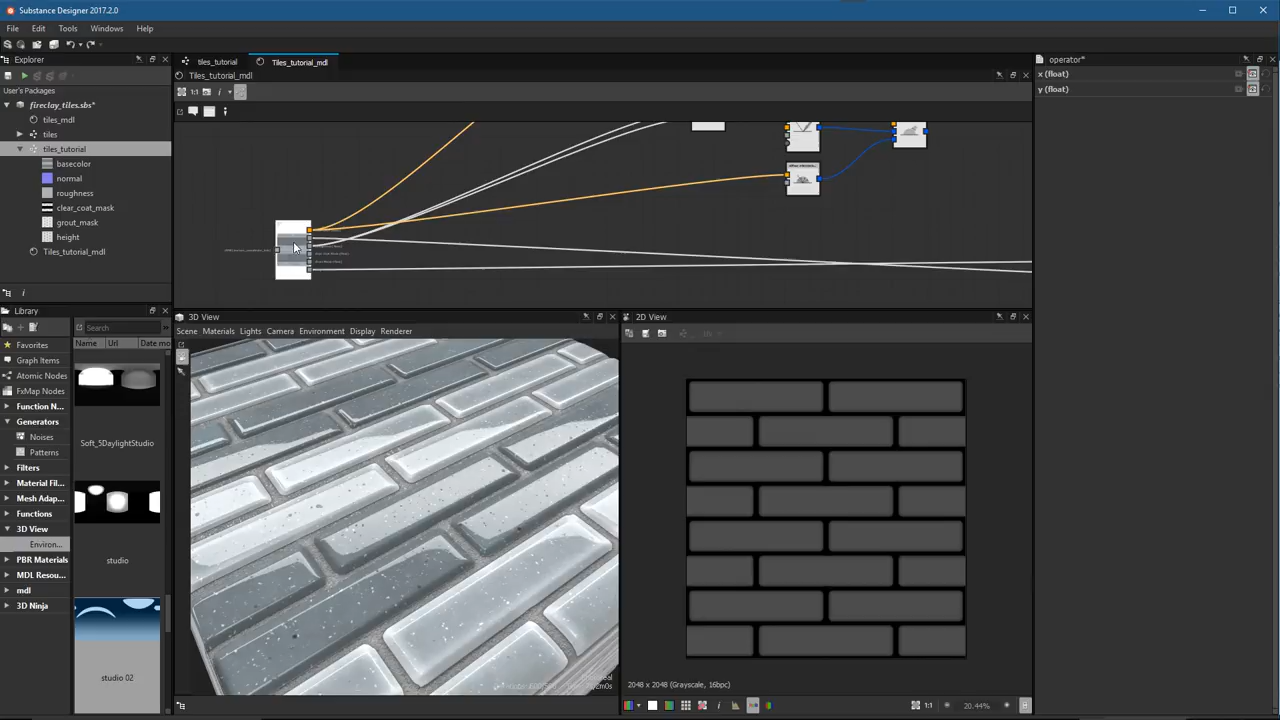 Substance Designer 2017.2.0
File Edit Tools Windows Help
Explorer
User's Packages
fireclay_tiles.sbs*
tiles_mdl
tiles
tiles_tutorial
basecolor
normal
roughness
clear_coat_mask
grout_mask
height
Tiles_tutorial_mdl
Library
Search
Name Url Date mo
Favorites
Graph Items
Atomic Nodes
FxMap Nodes
Function N...
Generators
Noises
Patterns
Filters
Material Fil...
Mesh Adap...
Functions
3D View
Environ...
PBR Materials
MDL Resou...
mdl
3D Ninja
Soft_5DaylightStudio
studio
studio 02
tiles_tutorial Tiles_tutorial_mdl
Tiles_tutorial_mdl
1:1
3D View
Scene Materials Lights Camera Environment Display Renderer
2D View
2048 x 2048 (Grayscale, 16bpc)
1:1
20.44%
operator*
x (float)
y (float)